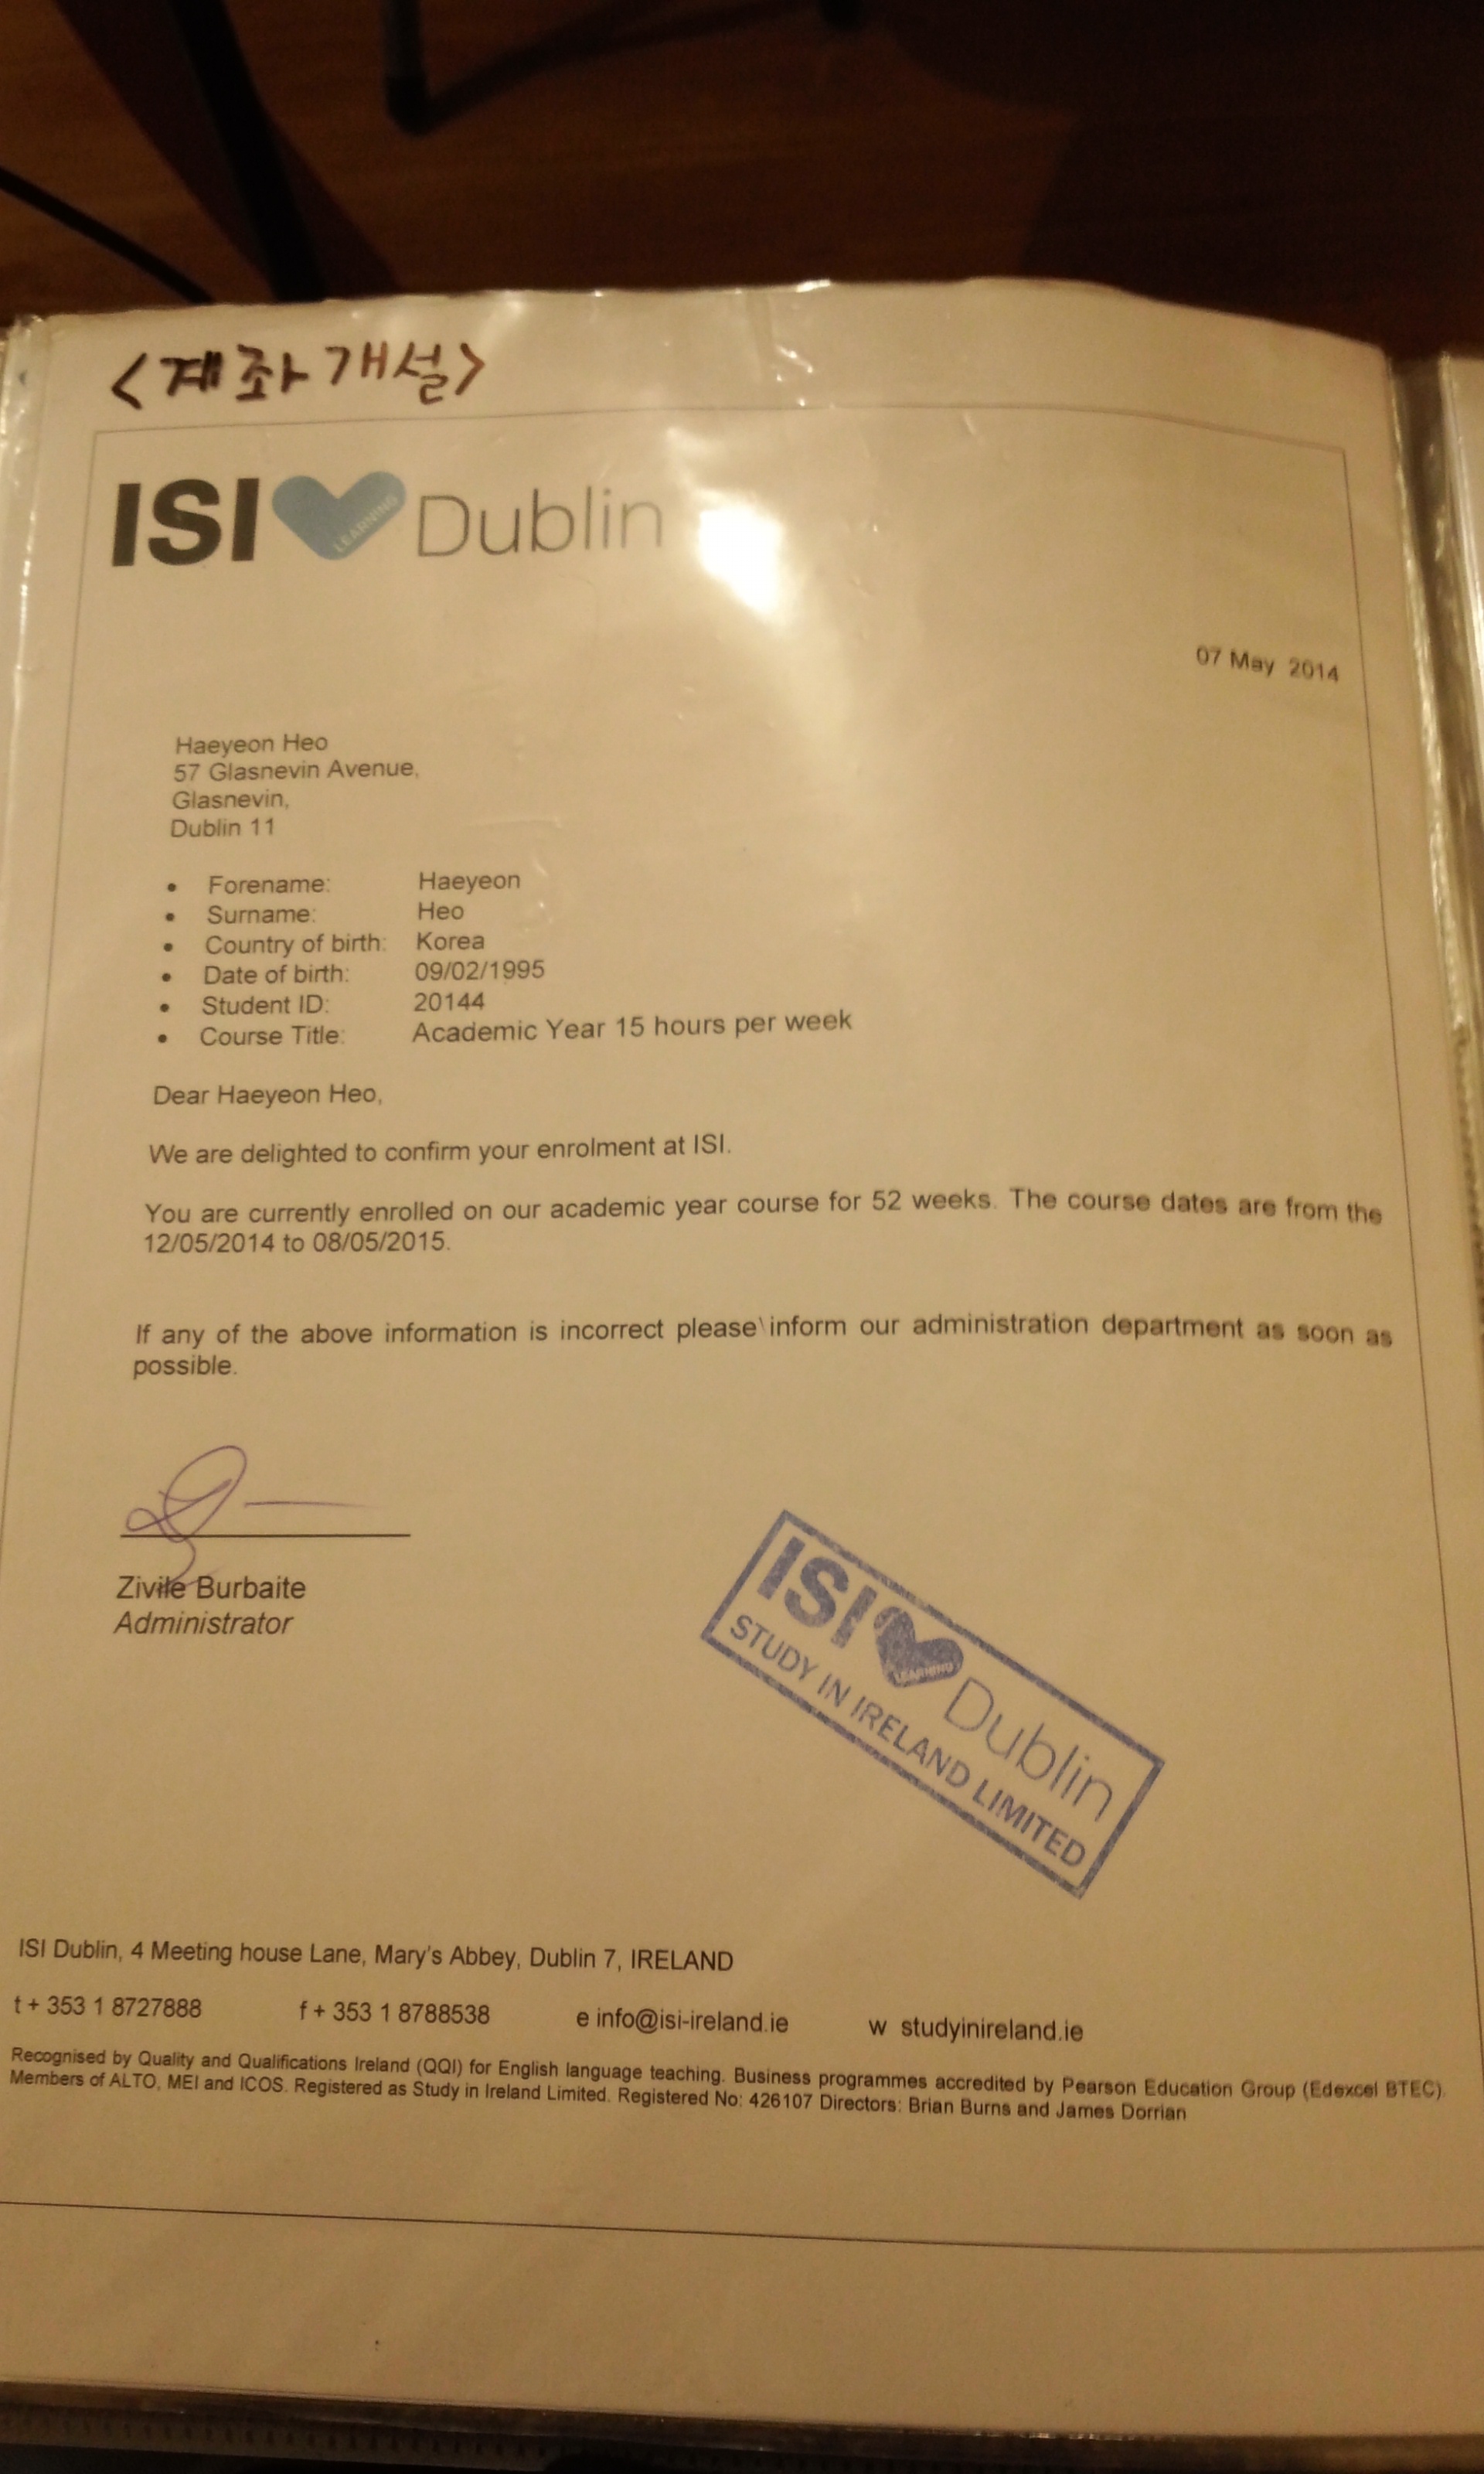 <계좌개설>
ISI LEARNING Dublin
07 May 2014
Haeyeon Heo
57 Glasnevin Avenue,
Glasnevin,
Dublin 11
• Forename: Haeyeon
• Surname: Heo
• Country of birth: Korea
• Date of birth: 09/02/1995
• Student ID: 20144
• Course Title: Academic Year 15 hours per week
Dear Haeyeon Heo,
We are delighted to confirm your enrolment at ISI.
You are currently enrolled on our academic year course for 52 weeks. The course dates are from the
12/05/2014 to 08/05/2015.
If any of the above information is incorrect please inform our administration department as soon as
possible.
Zivile Burbaite
Administrator
ISI LEARNING Dublin
STUDY IN IRELAND LIMITED
ISI Dublin, 4 Meeting house Lane, Mary's Abbey, Dublin 7, IRELAND
t + 353 1 8727888 f + 353 1 8788538 e info@isi-ireland.ie w studyinireland.ie
Recognised by Quality and Qualifications Ireland (QQI) for English language teaching. Business programmes accredited by Pearson Education Group (Edexcel BTEC).
Members of ALTO, MEI and ICOS. Registered as Study in Ireland Limited. Registered No: 426107 Directors: Brian Burns and James Dorrian